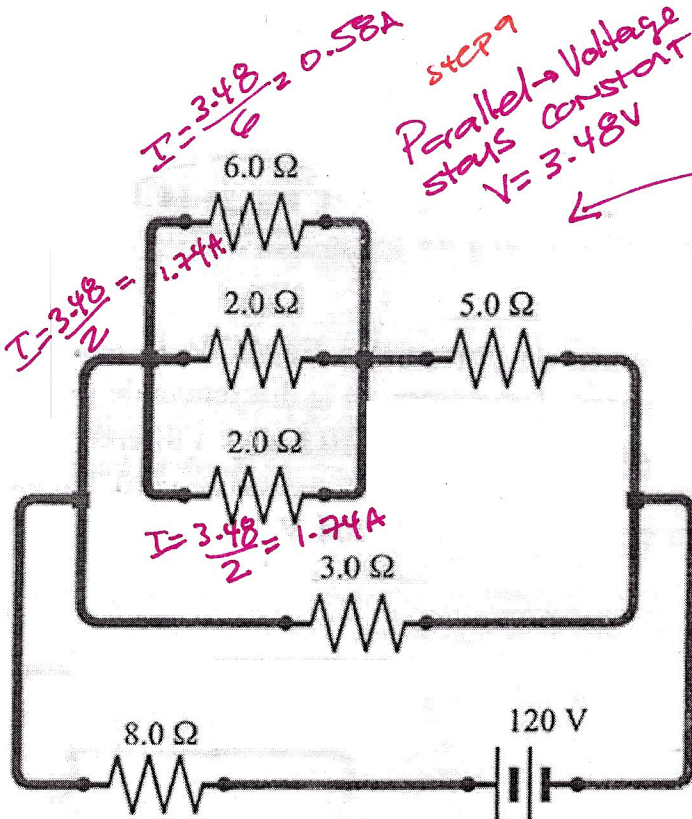 step 9
Parallel → Voltage
stays constant
V = 3.48V
I = 3.48/6 = 0.58A
6.0 Ω
I = 3.48/2 = 1.74A
2.0 Ω
5.0 Ω
2.0 Ω
I = 3.48/2 = 1.74A
3.0 Ω
8.0 Ω
120 V